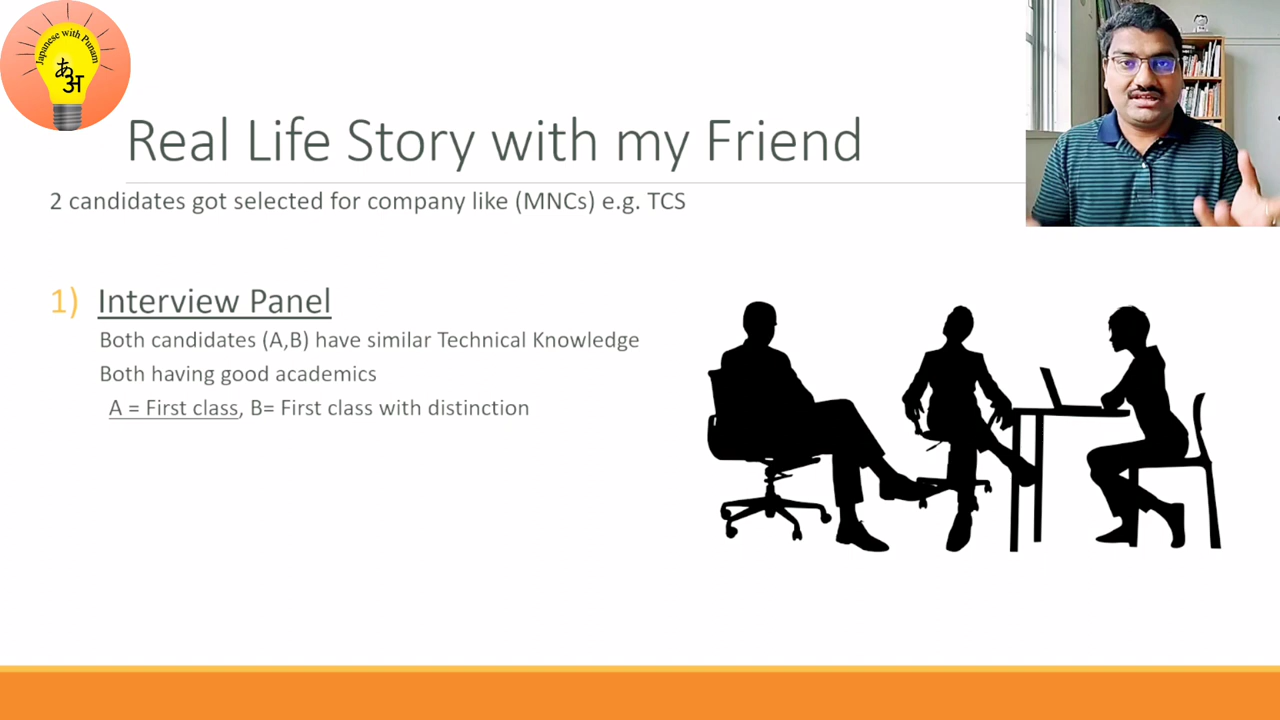 Japanese with Punam
あ
अ
Real Life Story with my Friend
2 candidates got selected for company like (MNCs) e.g. TCS
1) Interview Panel
Both candidates (A,B) have similar Technical Knowledge
Both having good academics
A = First class, B= First class with distinction